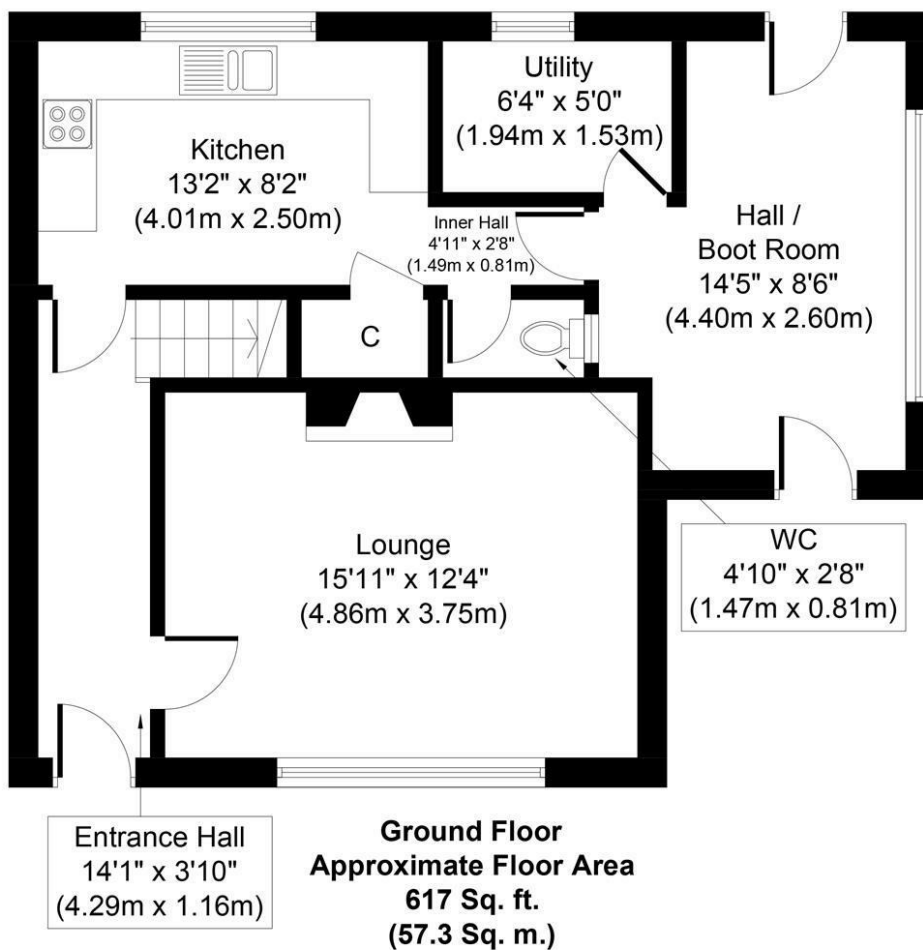 Utility
6'4" x 5'0"
(1.94m x 1.53m)
Kitchen
13'2" x 8'2"
(4.01m x 2.50m)
Inner Hall
4'11" x 2'8"
(1.49m x 0.81m)
Hall /
Boot Room
14'5" x 8'6"
(4.40m x 2.60m)
C
Lounge
15'11" x 12'4"
(4.86m x 3.75m)
WC
4'10" x 2'8"
(1.47m x 0.81m)
Entrance Hall
14'1" x 3'10"
(4.29m x 1.16m)
Ground Floor
Approximate Floor Area
617 Sq. ft.
(57.3 Sq. m.)